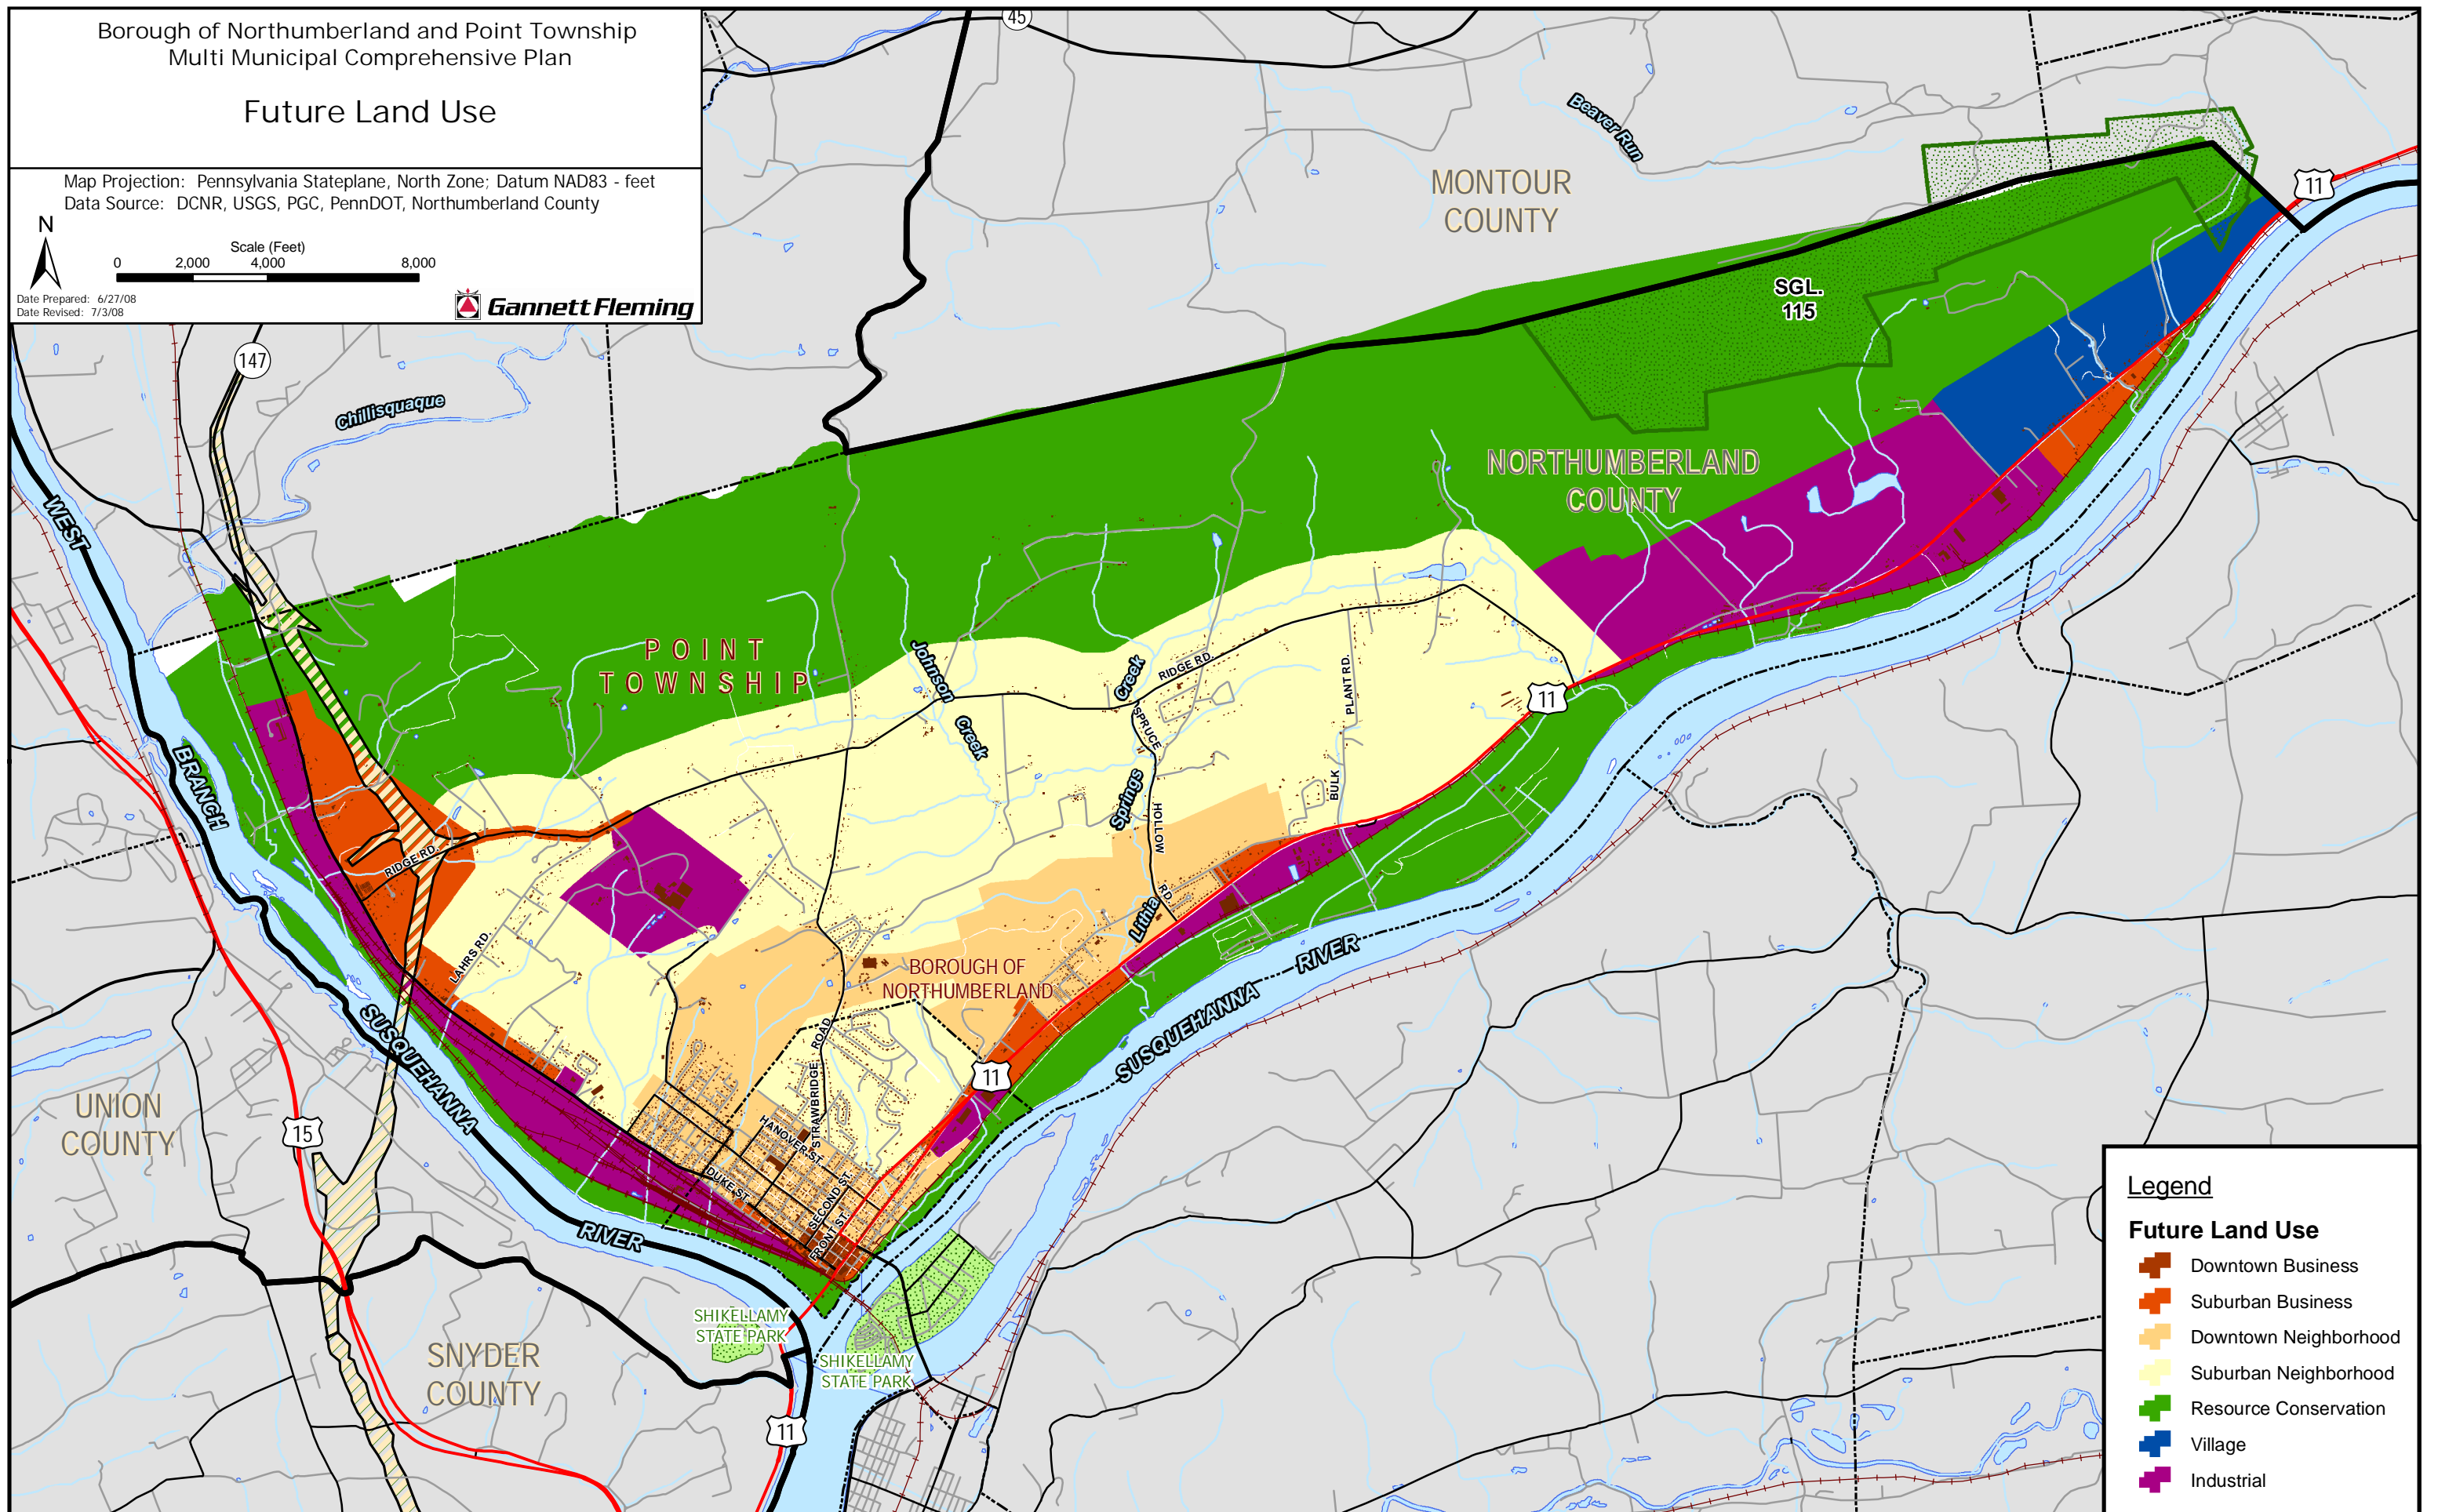 Borough of Northumberland and Point Township
Multi Municipal Comprehensive Plan
Future Land Use
Map Projection: Pennsylvania Stateplane, North Zone; Datum NAD83 - feet
Data Source: DCNR, USGS, PGC, PennDOT, Northumberland County
N
Scale (Feet)
0 2,000 4,000 8,000
Date Prepared: 6/27/08
Date Revised: 7/3/08
Gannett Fleming
45
Beaver Run
MONTOUR
COUNTY
11
SGL.
115
147
Chillisquaque
NORTHUMBERLAND
COUNTY
WEST
BRANCH
SUSQUEHANNA
RIVER
POINT
TOWNSHIP
Johnson
Creek
Creek
Springs
Lithia
RIDGE RD.
SPRUCE
HOLLOW
RD.
PLANT RD.
BULK
11
RIDGE RD.
LAHRS RD.
BOROUGH OF
NORTHUMBERLAND
STRAWBRIDGE ROAD
11
HANOVER ST.
DUKE ST.
SECOND ST.
FRONT ST.
SUSQUEHANNA RIVER
UNION
COUNTY
15
SNYDER
COUNTY
SHIKELLAMY
STATE PARK
SHIKELLAMY
STATE PARK
11
Legend
Future Land Use
Downtown Business
Suburban Business
Downtown Neighborhood
Suburban Neighborhood
Resource Conservation
Village
Industrial